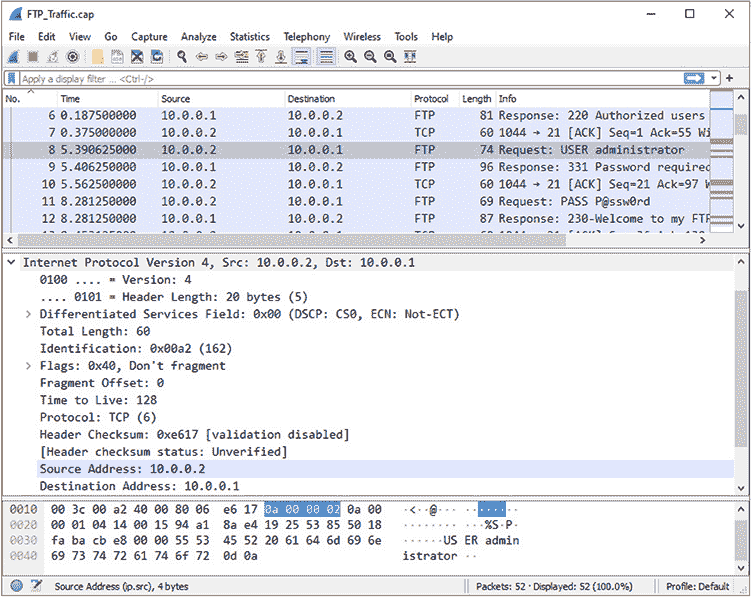 FTP_Traffic.cap
File Edit View Go Capture Analyze Statistics Telephony Wireless Tools Help
Apply a display filter ... <Ctrl-/>
No. Time Source Destination Protocol Length Info
6 0.187500000 10.0.0.1 10.0.0.2 FTP 81 Response: 220 Authorized users
7 0.375000000 10.0.0.2 10.0.0.1 TCP 60 1044 → 21 [ACK] Seq=1 Ack=55 Wi
8 5.390625000 10.0.0.2 10.0.0.1 FTP 74 Request: USER administrator
9 5.406250000 10.0.0.1 10.0.0.2 FTP 96 Response: 331 Password required
10 5.562500000 10.0.0.2 10.0.0.1 TCP 60 1044 → 21 [ACK] Seq=21 Ack=97 W
11 8.281250000 10.0.0.2 10.0.0.1 FTP 69 Request: PASS P@ssw0rd
12 8.281250000 10.0.0.1 10.0.0.2 FTP 87 Response: 230-Welcome to my FTP
Internet Protocol Version 4, Src: 10.0.0.2, Dst: 10.0.0.1
0100 .... = Version: 4
.... 0101 = Header Length: 20 bytes (5)
Differentiated Services Field: 0x00 (DSCP: CS0, ECN: Not-ECT)
Total Length: 60
Identification: 0x00a2 (162)
Flags: 0x40, Don't fragment
Fragment Offset: 0
Time to Live: 128
Protocol: TCP (6)
Header Checksum: 0xe617 [validation disabled]
[Header checksum status: Unverified]
Source Address: 10.0.0.2
Destination Address: 10.0.0.1
0010 00 3c 00 a2 40 00 80 06 e6 17 0a 00 00 02 0a 00 ·<··@··· ········
0020 00 01 04 14 00 15 94 a1 8a e4 19 25 53 85 50 18 ········ ···%S·P·
0030 fa ba cb e8 00 00 55 53 45 52 20 61 64 6d 69 6e ······US ER admin
0040 69 73 74 72 61 74 6f 72 0d 0a istrator ··
Source Address (ip.src), 4 bytes Packets: 52 · Displayed: 52 (100.0%) Profile: Default